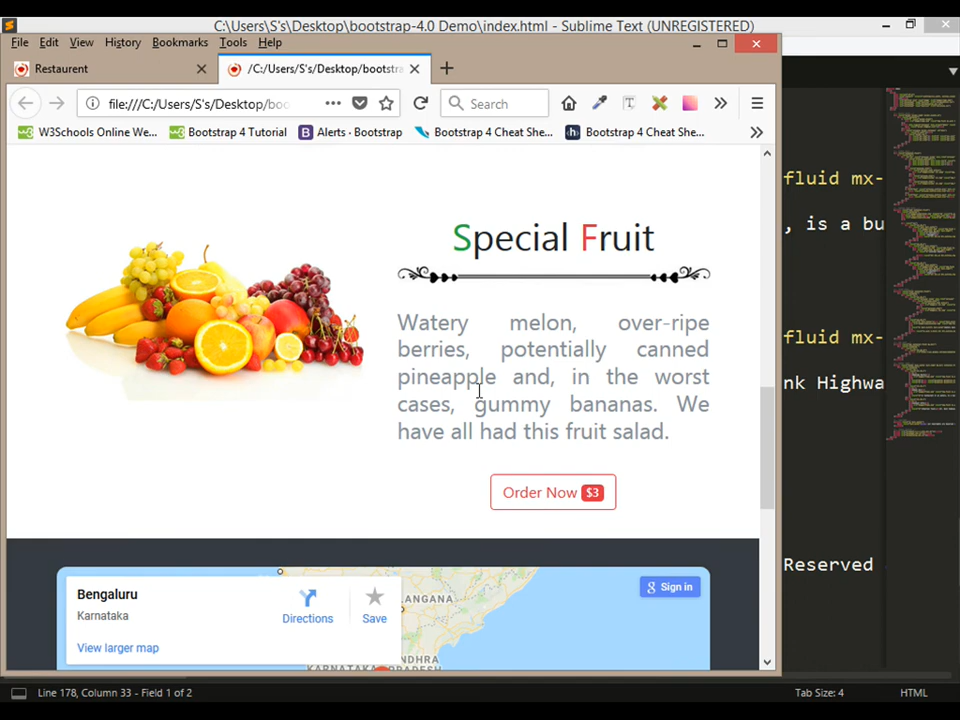 C:\Users\S's\Desktop\bootstrap-4.0 Demo\index.html - Sublime Text (UNREGISTERED)
File Edit View History Bookmarks Tools Help
Restaurent
/C:/Users/S's/Desktop/bootstra
file:///C:/Users/S's/Desktop/boo
Search
W3Schools Online We...
Bootstrap 4 Tutorial
Alerts · Bootstrap
Bootstrap 4 Cheat She...
Bootstrap 4 Cheat She...
fluid mx-
, is a bu
fluid mx-
nk Highwa
Reserved
Special Fruit
Watery melon, over-ripe
berries, potentially canned
pineapple and, in the worst
cases, gummy bananas. We
have all had this fruit salad.
Order Now $3
Bengaluru
Karnataka
View larger map
Directions
Save
Sign in
LANGANA
NDHRA
Line 178, Column 33 - Field 1 of 2
Tab Size: 4
HTML